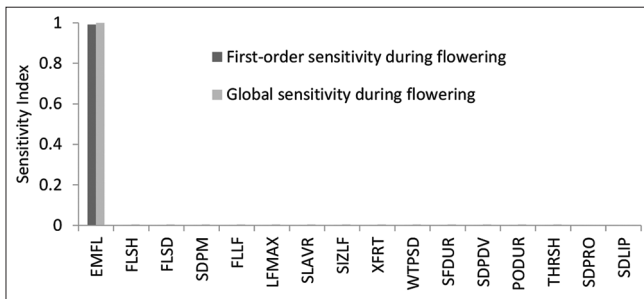 1
0.8
0.6
0.4
0.2
0
Sensitivity Index
First-order sensitivity during flowering
Global sensitivity during flowering
EMFL
FLSH
FLSD
SDPM
FLLF
LFMAX
SLAVR
SIZLF
XFRT
WTPSD
SFDUR
SDPDV
PODUR
THRSH
SDPRO
SDLIP